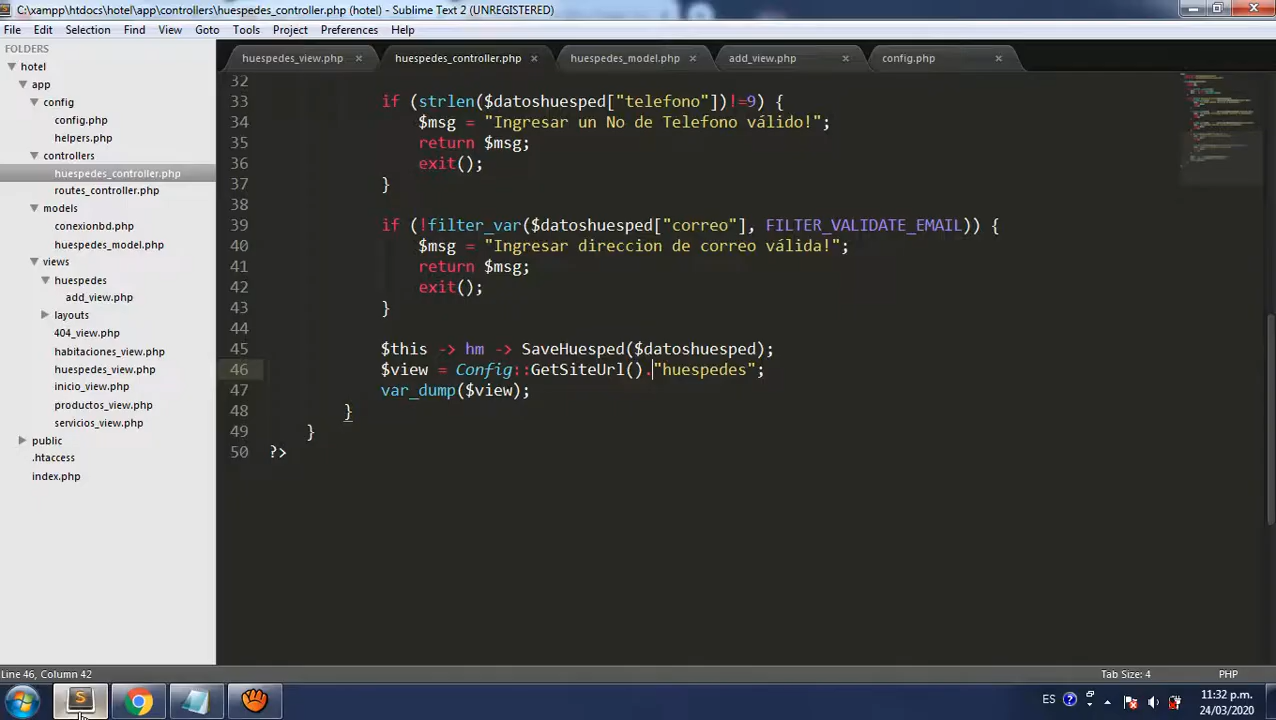 C:\xampp\htdocs\hotel\app\controllers\huespedes_controller.php (hotel) - Sublime Text 2 (UNREGISTERED)
File Edit Selection Find View Goto Tools Project Preferences Help
FOLDERS
hotel
app
config
config.php
helpers.php
controllers
huespedes_controller.php
routes_controller.php
models
conexionbd.php
huespedes_model.php
views
huespedes
add_view.php
layouts
404_view.php
habitaciones_view.php
huespedes_view.php
inicio_view.php
productos_view.php
servicios_view.php
public
.htaccess
index.php
huespedes_view.php × huespedes_controller.php × huespedes_model.php × add_view.php × config.php ×
32
33 if (strlen($datoshuesped["telefono"])!=9) {
34 $msg = "Ingresar un No de Telefono válido!";
35 return $msg;
36 exit();
37 }
38
39 if (!filter_var($datoshuesped["correo"], FILTER_VALIDATE_EMAIL)) {
40 $msg = "Ingresar direccion de correo válida!";
41 return $msg;
42 exit();
43 }
44
45 $this -> hm -> SaveHuesped($datoshuesped);
46 $view = Config::GetSiteUrl()."huespedes";
47 var_dump($view);
48 }
49 }
50 ?>
Line 46, Column 42 Tab Size: 4 PHP
ES 11:32 p.m.
24/03/2020